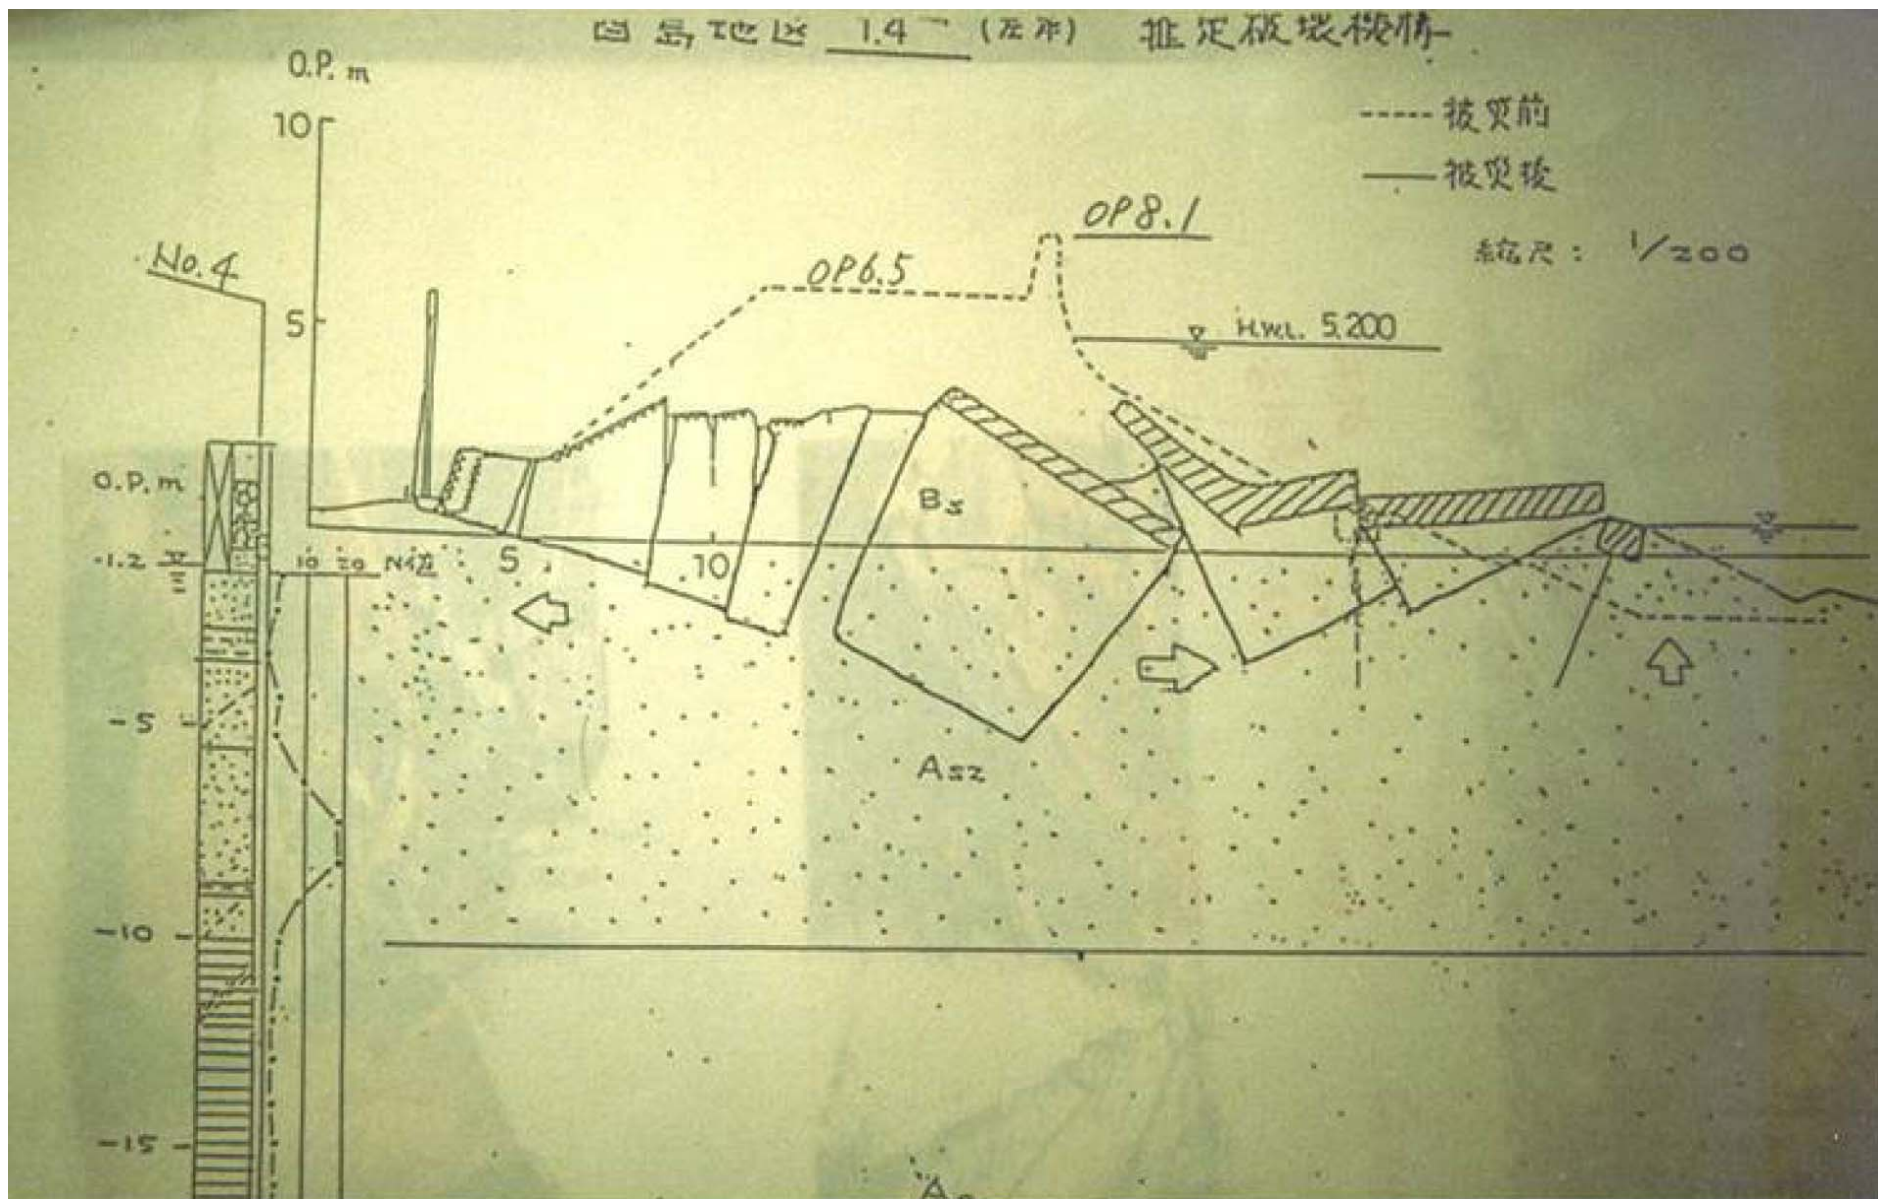 酉島地区 1.4 (左岸) 推定破壊機構
O.P. m
10
5
----- 被災前
—— 被災後
縮尺: 1/200
OP8.1
OP6.5
H.W.L. 5.200
No.4
O.P. m
-1.2
10 20 N値
5
10
Bs
As2
-5
-10
-15